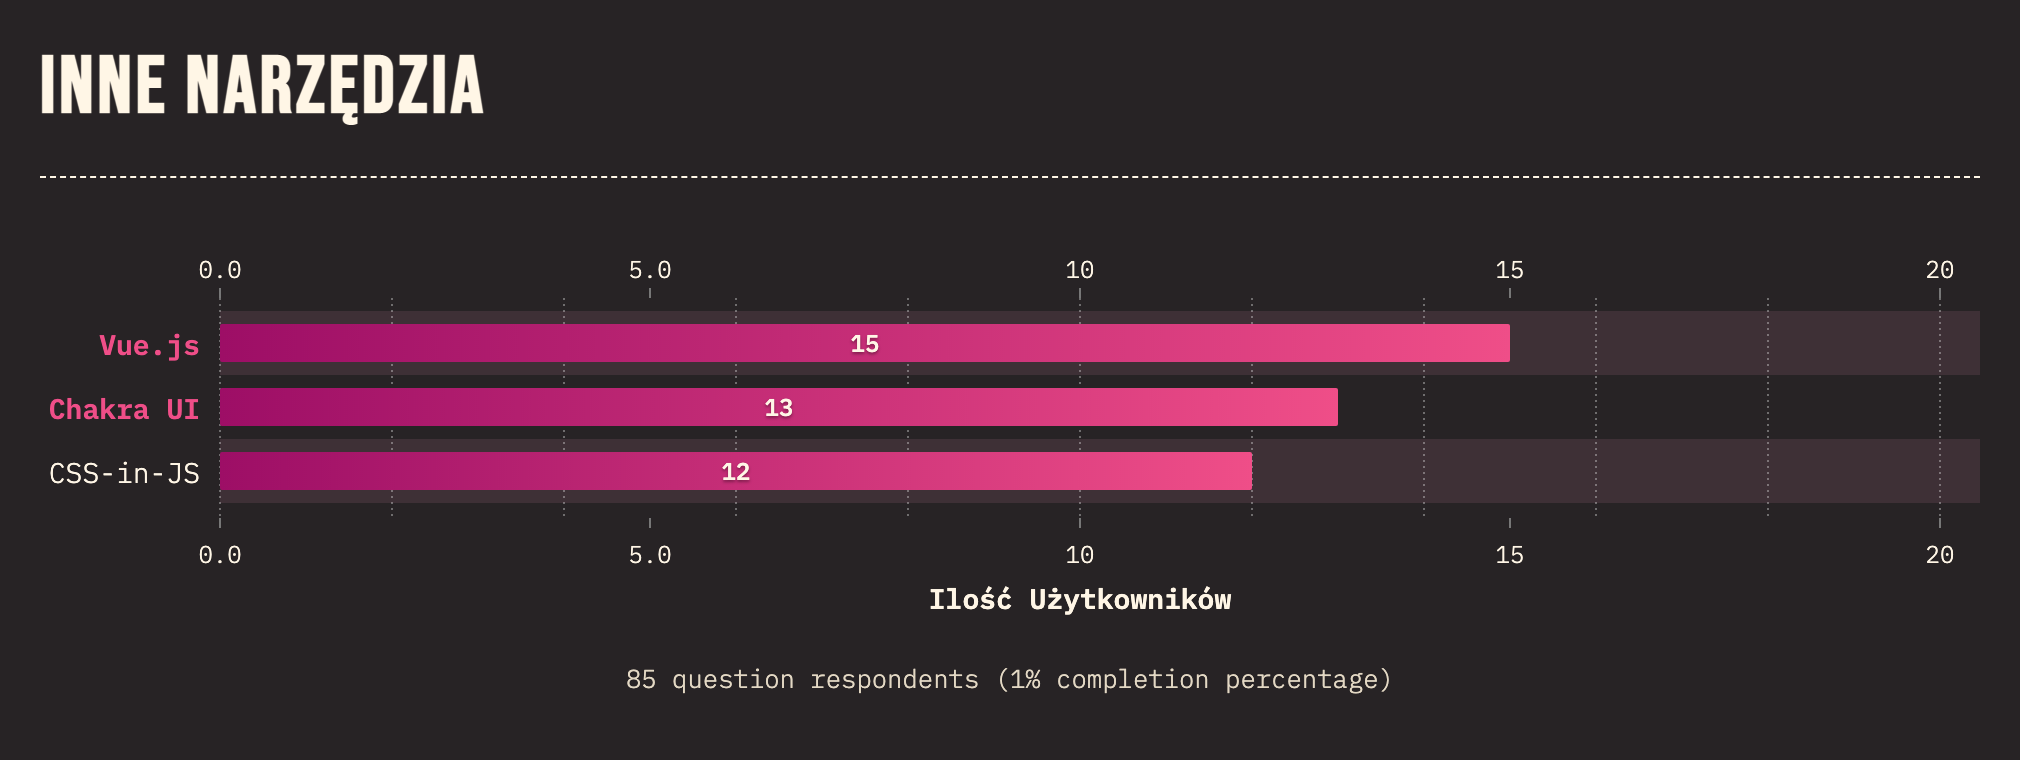 INNE NARZĘDZIA
0.0 5.0 10 15 20
Vue.js 15
Chakra UI 13
CSS-in-JS 12
0.0 5.0 10 15 20
Ilość Użytkowników
85 question respondents (1% completion percentage)